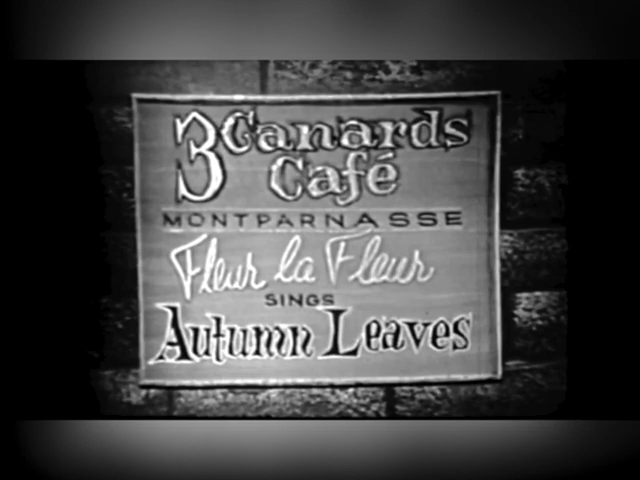 3 Canards
Café
MONTPARNASSE
Fleur la Fleur
SINGS
Autumn Leaves